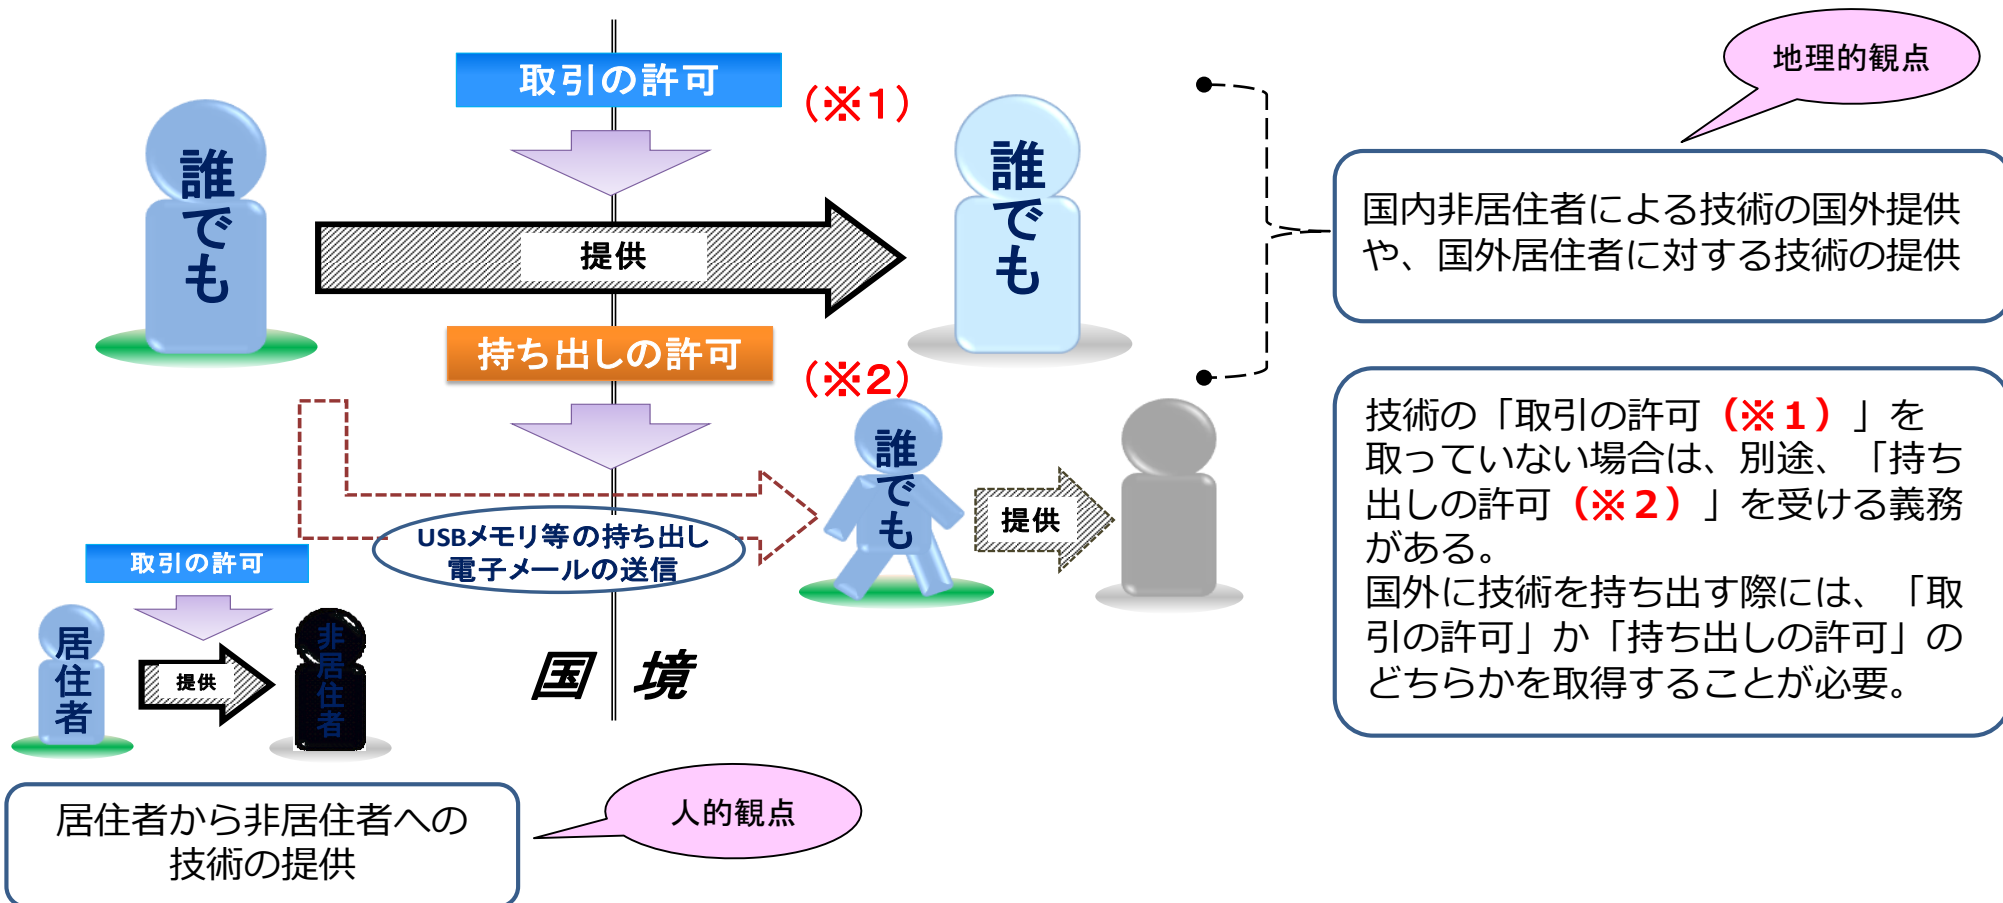 地理的観点
取引の許可
(※1)
誰でも
提供
誰でも
国内非居住者による技術の国外提供
や、国外居住者に対する技術の提供
持ち出しの許可
(※2)
誰でも
提供
USBメモリ等の持ち出し
電子メールの送信
技術の「取引の許可(※1)」を
取っていない場合は、別途、「持ち
出しの許可(※2)」を受ける義務
がある。
国外に技術を持ち出す際には、「取
引の許可」か「持ち出しの許可」の
どちらかを取得することが必要。
取引の許可
居住者
提供
非居住者
国 境
居住者から非居住者への
技術の提供
人的観点